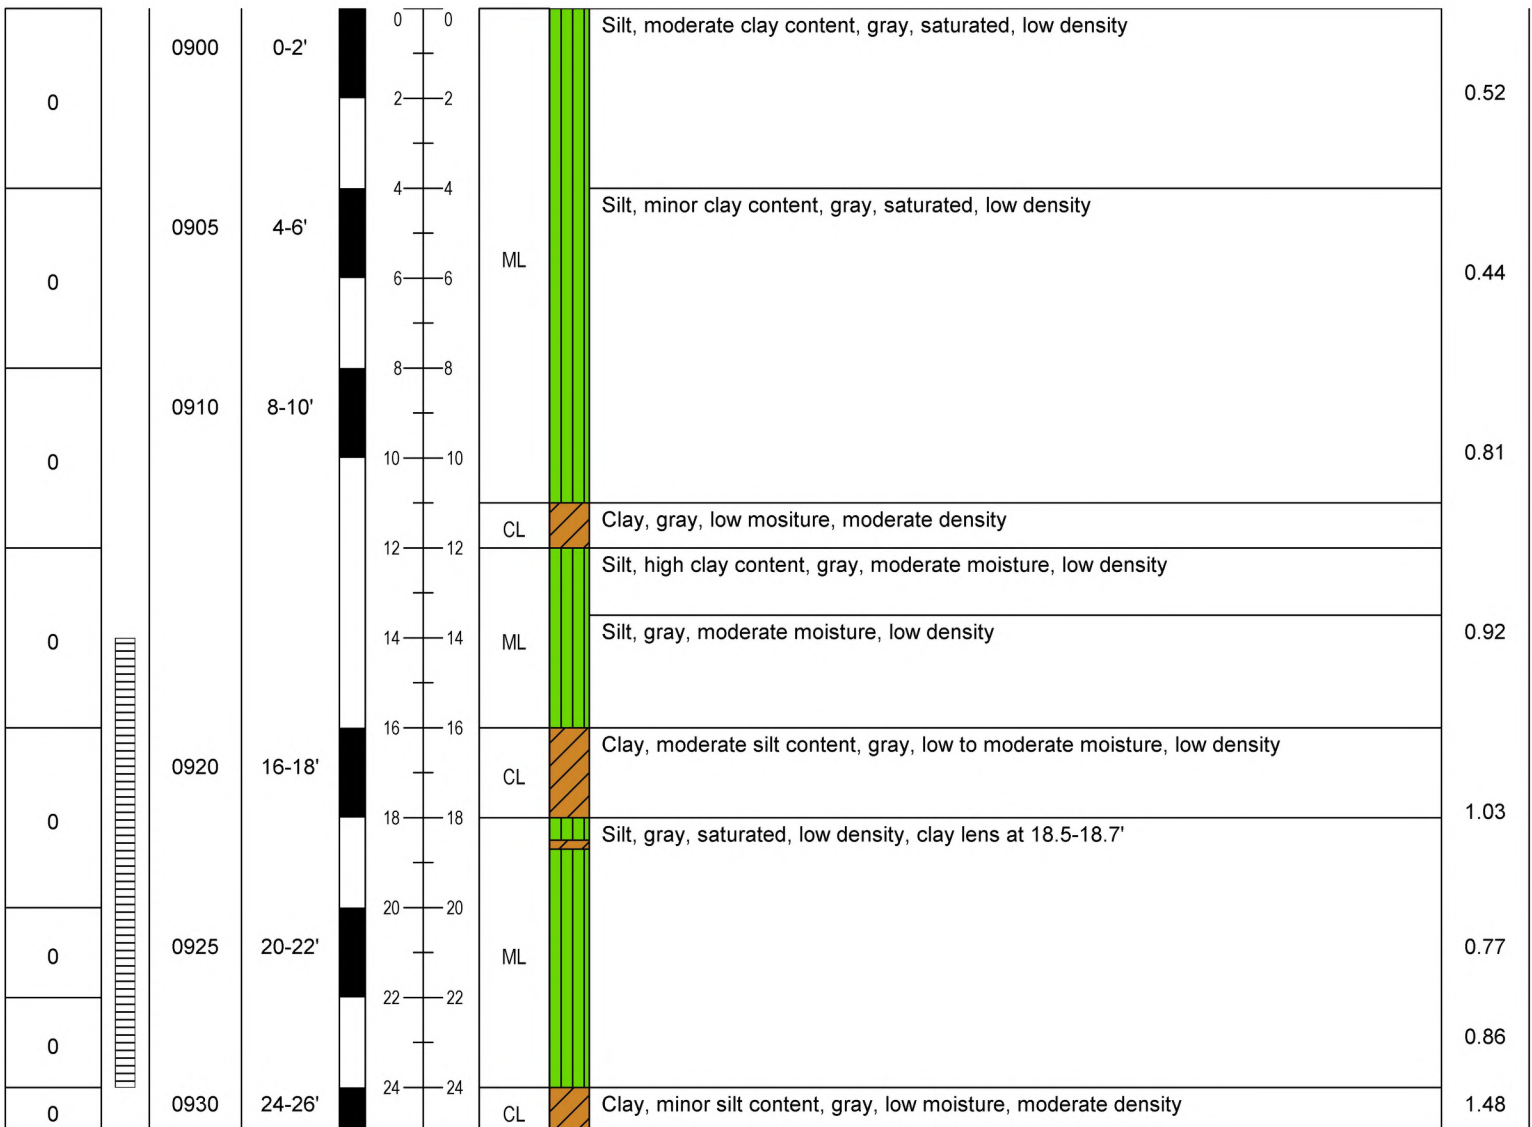 0 0
0900 0-2' Silt, moderate clay content, gray, saturated, low density
0 0.52
2 2
4 4
Silt, minor clay content, gray, saturated, low density
0905 4-6'
ML
0 6 6 0.44
8 8
0910 8-10'
0 10 10 0.81
CL Clay, gray, low mositure, moderate density
12 12
Silt, high clay content, gray, moderate moisture, low density
0 14 14 ML Silt, gray, moderate moisture, low density 0.92
16 16
Clay, moderate silt content, gray, low to moderate moisture, low density
0920 16-18' CL
0 18 18 1.03
Silt, gray, saturated, low density, clay lens at 18.5-18.7'
20 20
0 0925 20-22' ML 0.77
22 22
0 0.86
24 24
0 0930 24-26' CL Clay, minor silt content, gray, low moisture, moderate density 1.48